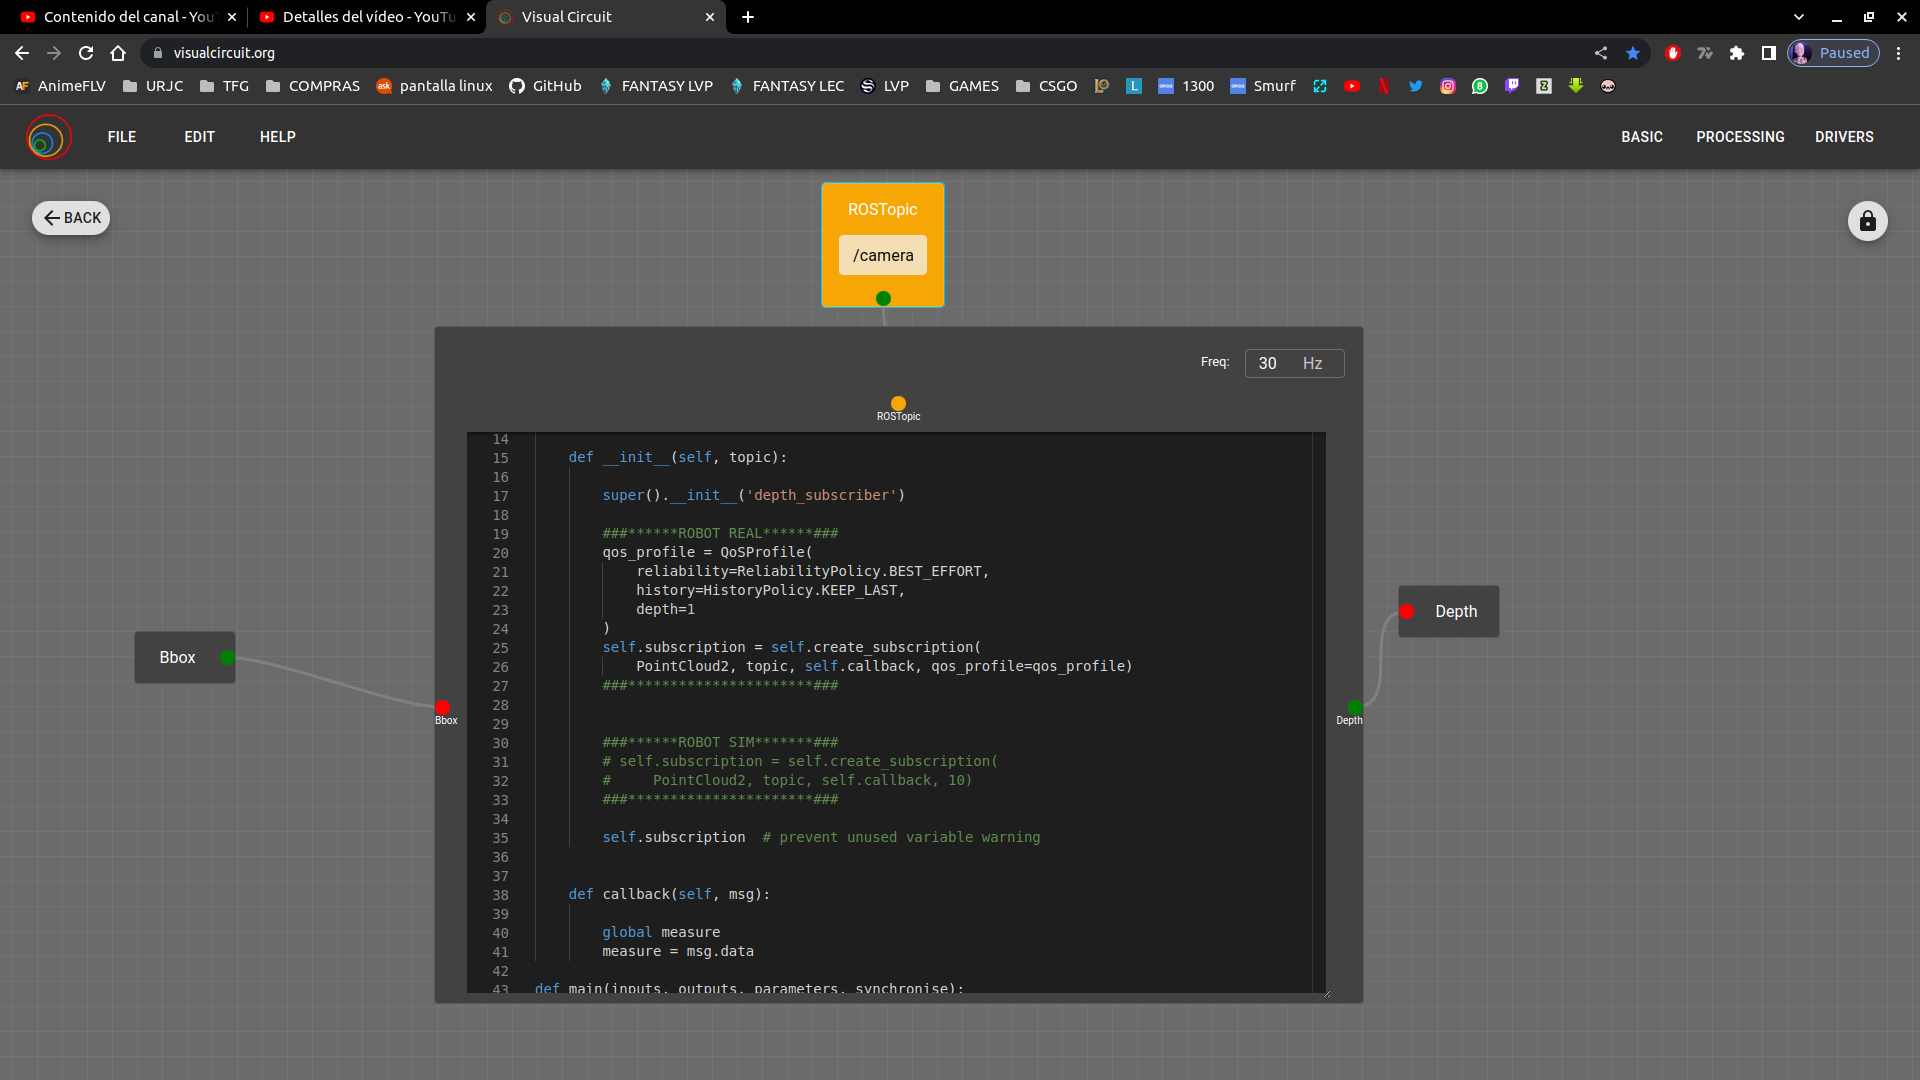 Contenido del canal - You
Detalles del vídeo - YouTu
Visual Circuit
visualcircuit.org
Paused
AnimeFLV
URJC
TFG
COMPRAS
ask
pantalla linux
GitHub
FANTASY LVP
FANTASY LEC
LVP
GAMES
CSGO
L
1300
Smurf
FILE
EDIT
HELP
BASIC
PROCESSING
DRIVERS
BACK
ROSTopic
/camera
Freq:
30
Hz
ROSTopic
14
15 def __init__(self, topic):
16
17 super().__init__('depth_subscriber')
18
19 ###******ROBOT REAL******###
20 qos_profile = QoSProfile(
21 reliability=ReliabilityPolicy.BEST_EFFORT,
22 history=HistoryPolicy.KEEP_LAST,
23 depth=1
24 )
25 self.subscription = self.create_subscription(
26 PointCloud2, topic, self.callback, qos_profile=qos_profile)
27 ###**********************###
28
29
30 ###******ROBOT SIM*******###
31 # self.subscription = self.create_subscription(
32 #     PointCloud2, topic, self.callback, 10)
33 ###**********************###
34
35 self.subscription  # prevent unused variable warning
36
37
38 def callback(self, msg):
39
40 global measure
41 measure = msg.data
42
43 def main(inputs, outputs, parameters, synchronise):
Bbox
Bbox
Depth
Depth